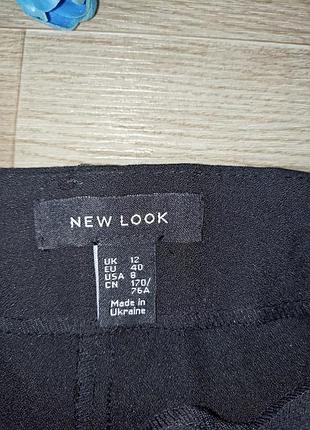 NEW LOOK
UK 12
EU 40
USA 8
CN 170/
76A
Made in
Ukraine